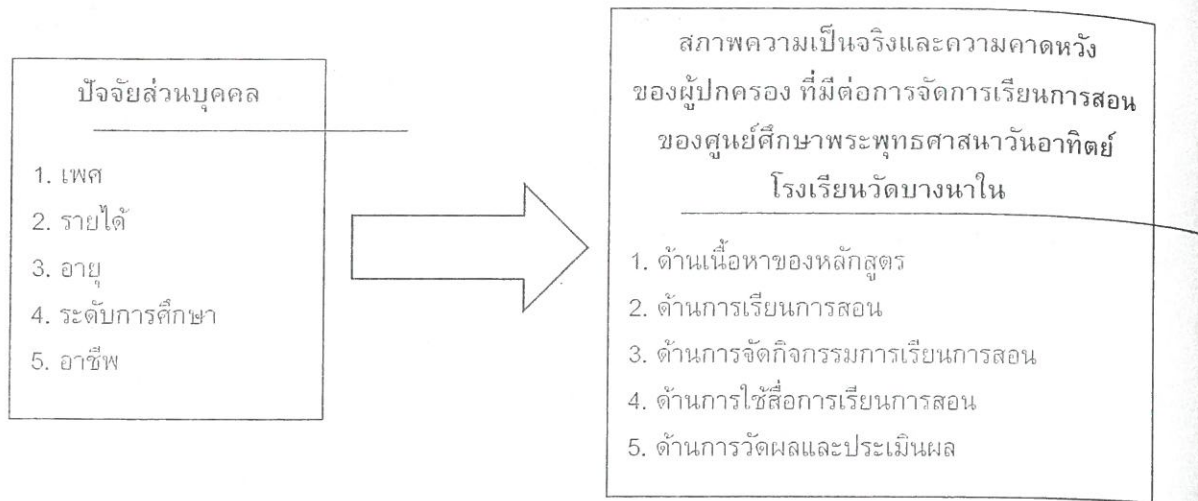 ปัจจัยส่วนบุคคล
1. เพศ
2. รายได้
3. อายุ
4. ระดับการศึกษา
5. อาชีพ
สภาพความเป็นจริงและความคาดหวัง
ของผู้ปกครอง ที่มีต่อการจัดการเรียนการสอน
ของศูนย์ศึกษาพระพุทธศาสนาวันอาทิตย์
โรงเรียนวัดบางนาใน
1. ด้านเนื้อหาของหลักสูตร
2. ด้านการเรียนการสอน
3. ด้านการจัดกิจกรรมการเรียนการสอน
4. ด้านการใช้สื่อการเรียนการสอน
5. ด้านการวัดผลและประเมินผล